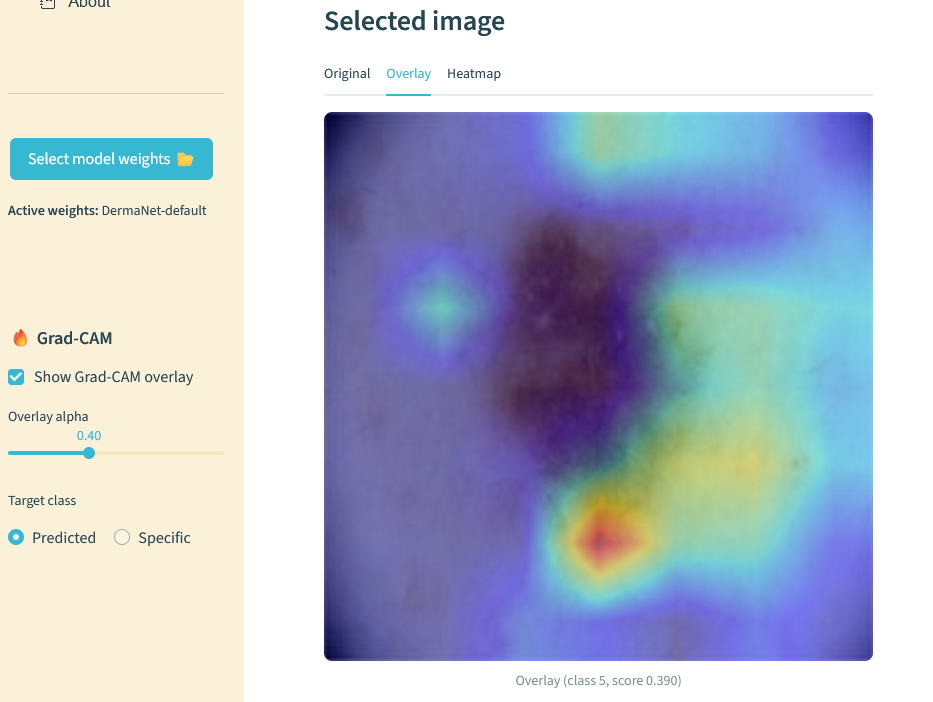 About
Select model weights
Active weights: DermaNet-default
Grad-CAM
Show Grad-CAM overlay
Overlay alpha
0.40
Target class
Predicted Specific
Selected image
Original Overlay Heatmap
Overlay (class 5, score 0.390)